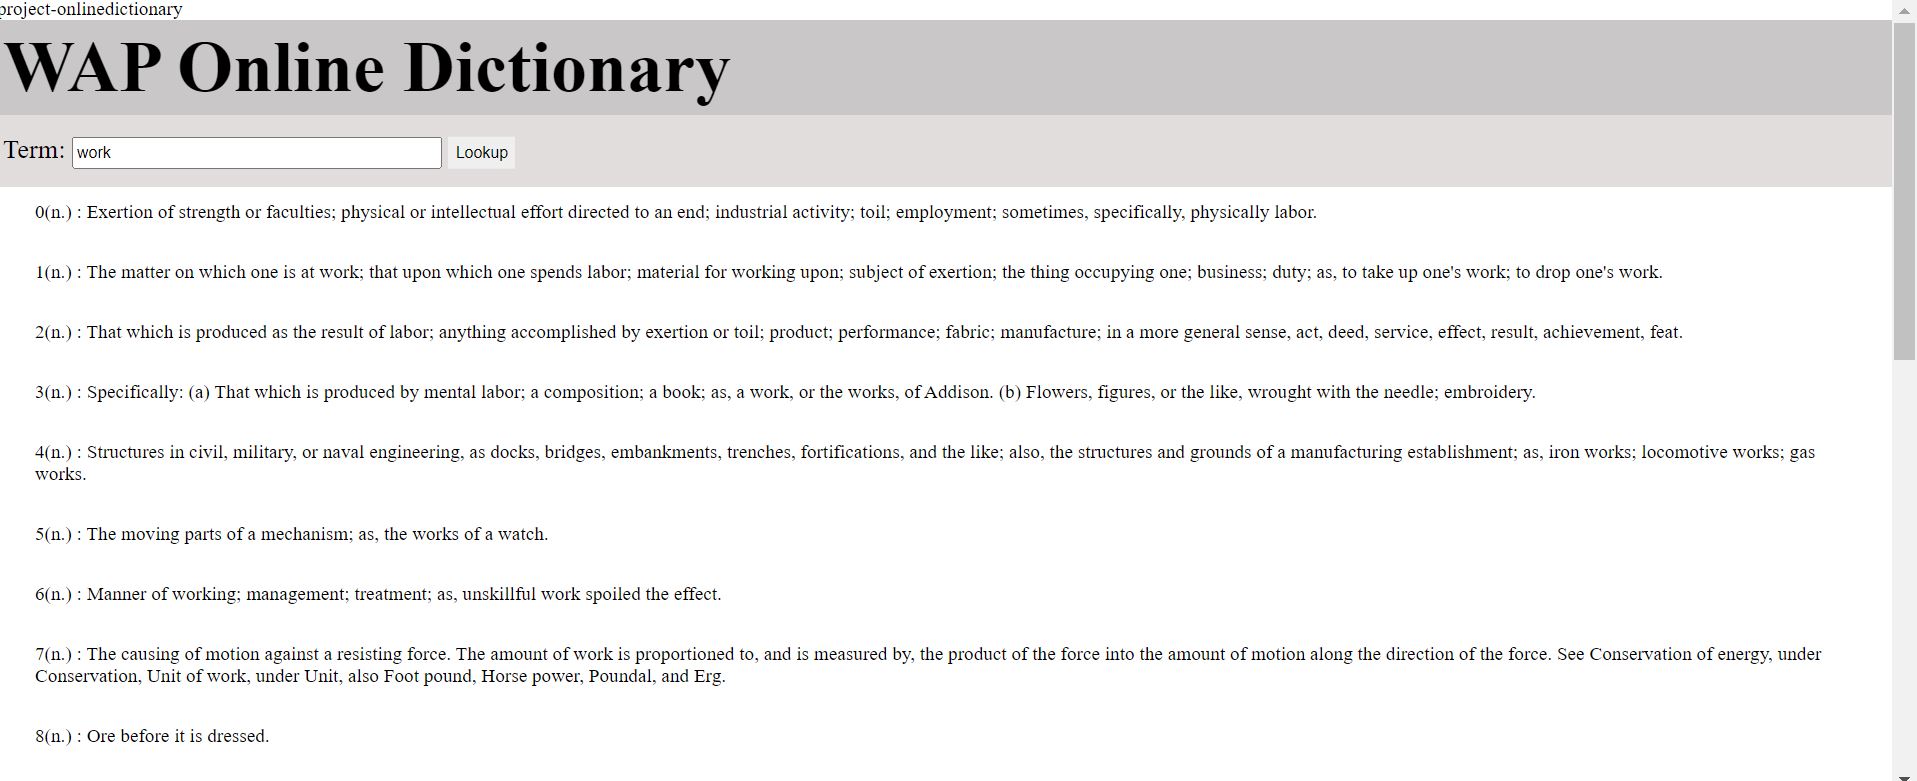 project-onlinedictionary
WAP Online Dictionary
Term: work Lookup
0(n.) : Exertion of strength or faculties; physical or intellectual effort directed to an end; industrial activity; toil; employment; sometimes, specifically, physically labor.
1(n.) : The matter on which one is at work; that upon which one spends labor; material for working upon; subject of exertion; the thing occupying one; business; duty; as, to take up one's work; to drop one's work.
2(n.) : That which is produced as the result of labor; anything accomplished by exertion or toil; product; performance; fabric; manufacture; in a more general sense, act, deed, service, effect, result, achievement, feat.
3(n.) : Specifically: (a) That which is produced by mental labor; a composition; a book; as, a work, or the works, of Addison. (b) Flowers, figures, or the like, wrought with the needle; embroidery.
4(n.) : Structures in civil, military, or naval engineering, as docks, bridges, embankments, trenches, fortifications, and the like; also, the structures and grounds of a manufacturing establishment; as, iron works; locomotive works; gas
works.
5(n.) : The moving parts of a mechanism; as, the works of a watch.
6(n.) : Manner of working; management; treatment; as, unskillful work spoiled the effect.
7(n.) : The causing of motion against a resisting force. The amount of work is proportioned to, and is measured by, the product of the force into the amount of motion along the direction of the force. See Conservation of energy, under
Conservation, Unit of work, under Unit, also Foot pound, Horse power, Poundal, and Erg.
8(n.) : Ore before it is dressed.